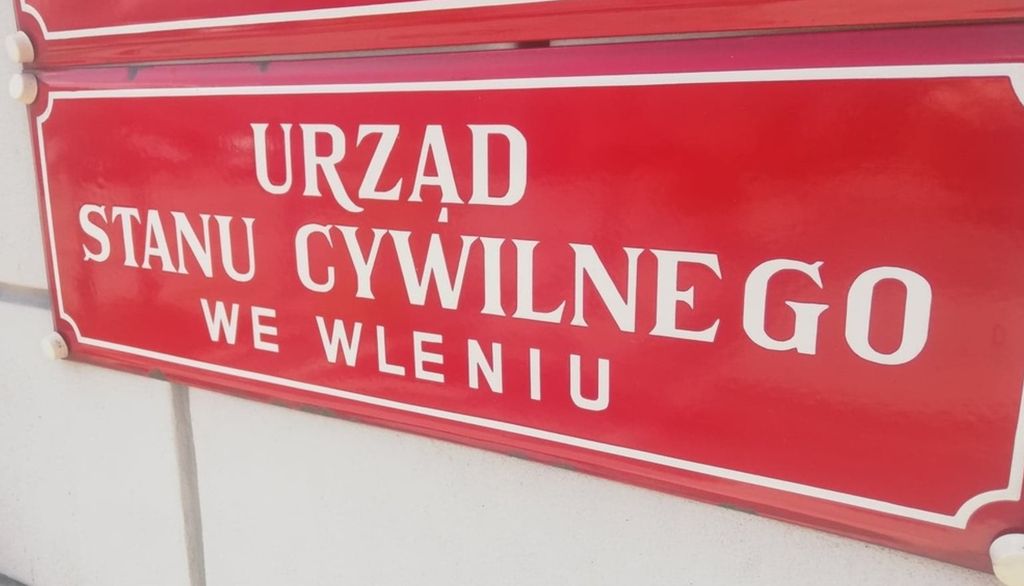 URZĄD
STANU CYWILNEGO
WE WLENIU